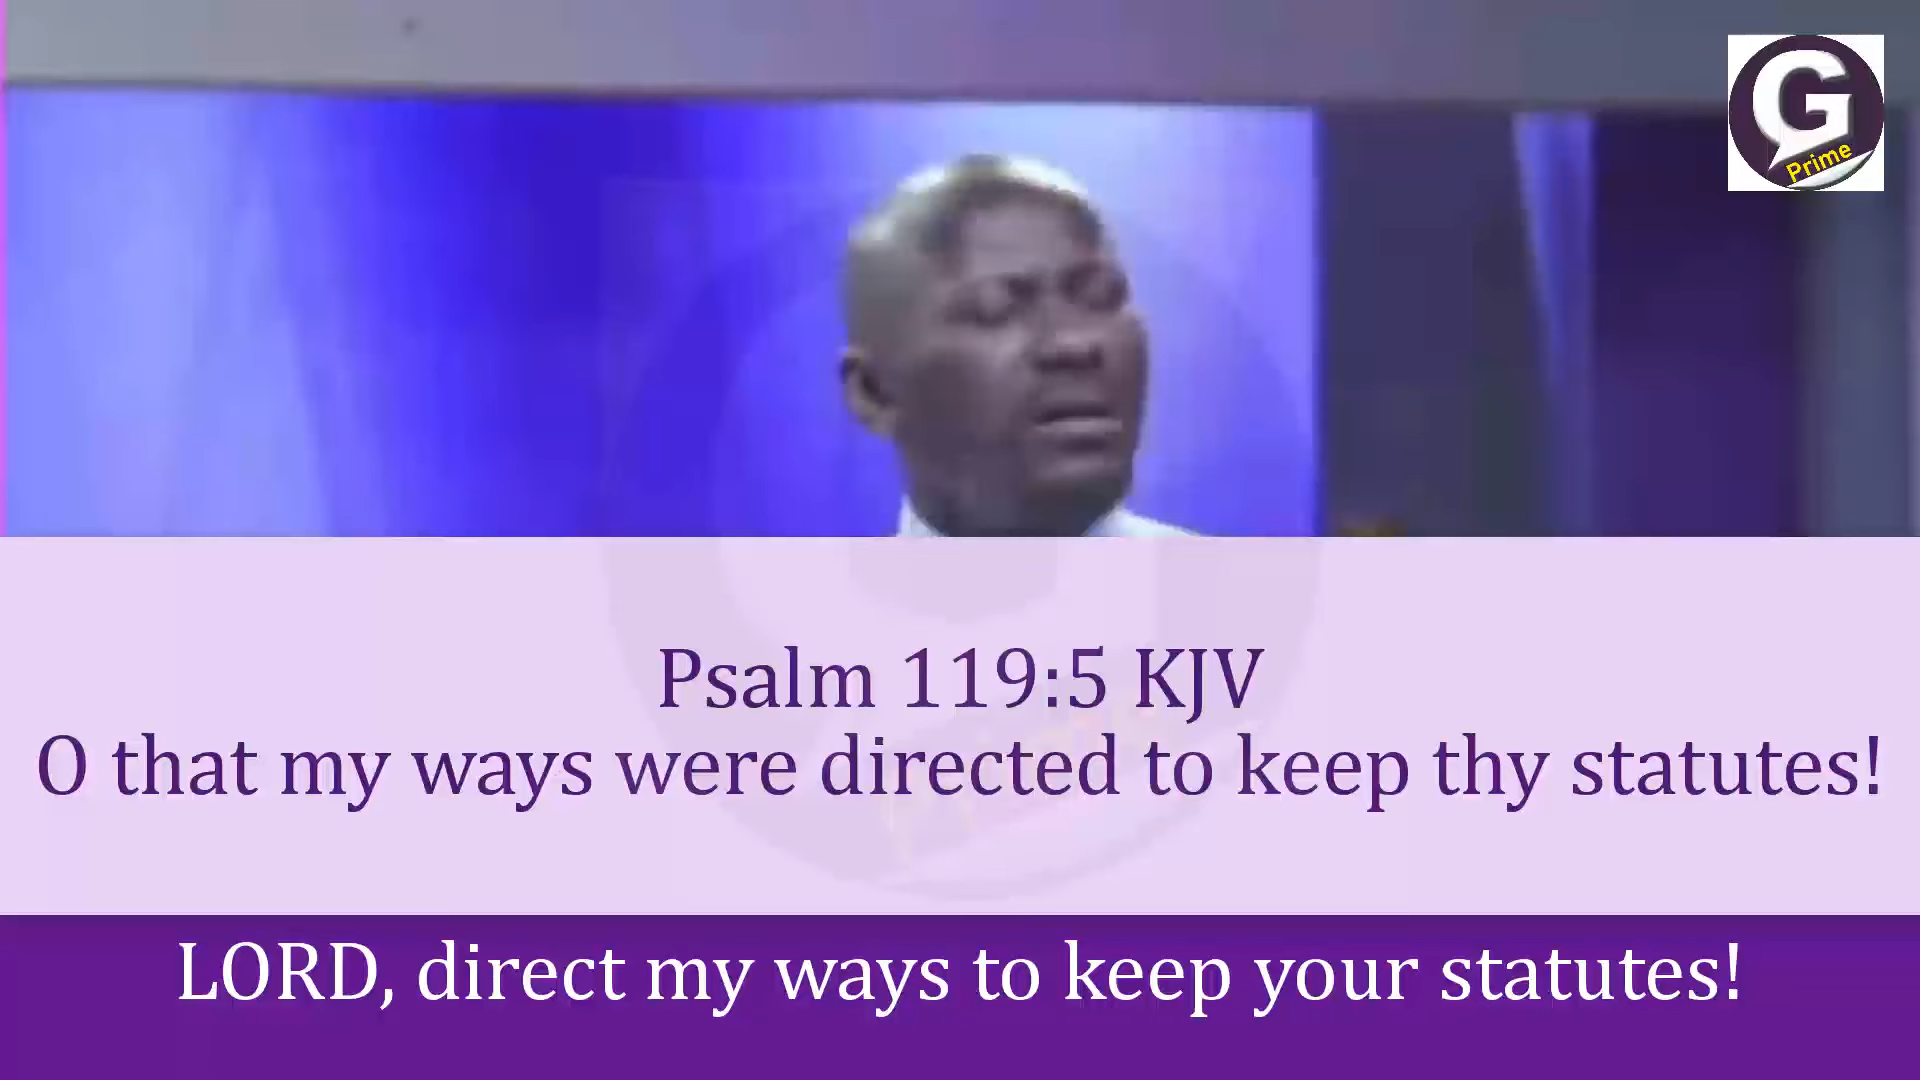 G
Prime
Psalm 119:5 KJV
O that my ways were directed to keep thy statutes!
LORD, direct my ways to keep your statutes!